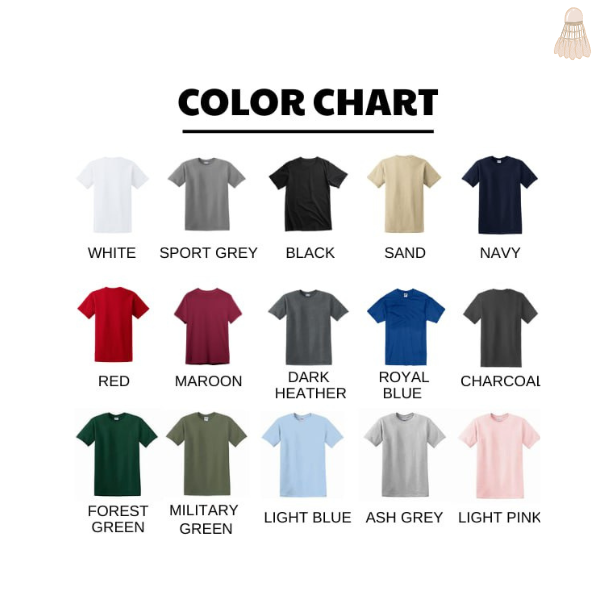 COLOR CHART
WHITE
SPORT GREY
BLACK
SAND
NAVY
RED
MAROON
DARK
HEATHER
ROYAL
BLUE
CHARCOAL
FOREST
GREEN
MILITARY
GREEN
LIGHT BLUE
ASH GREY
LIGHT PINK